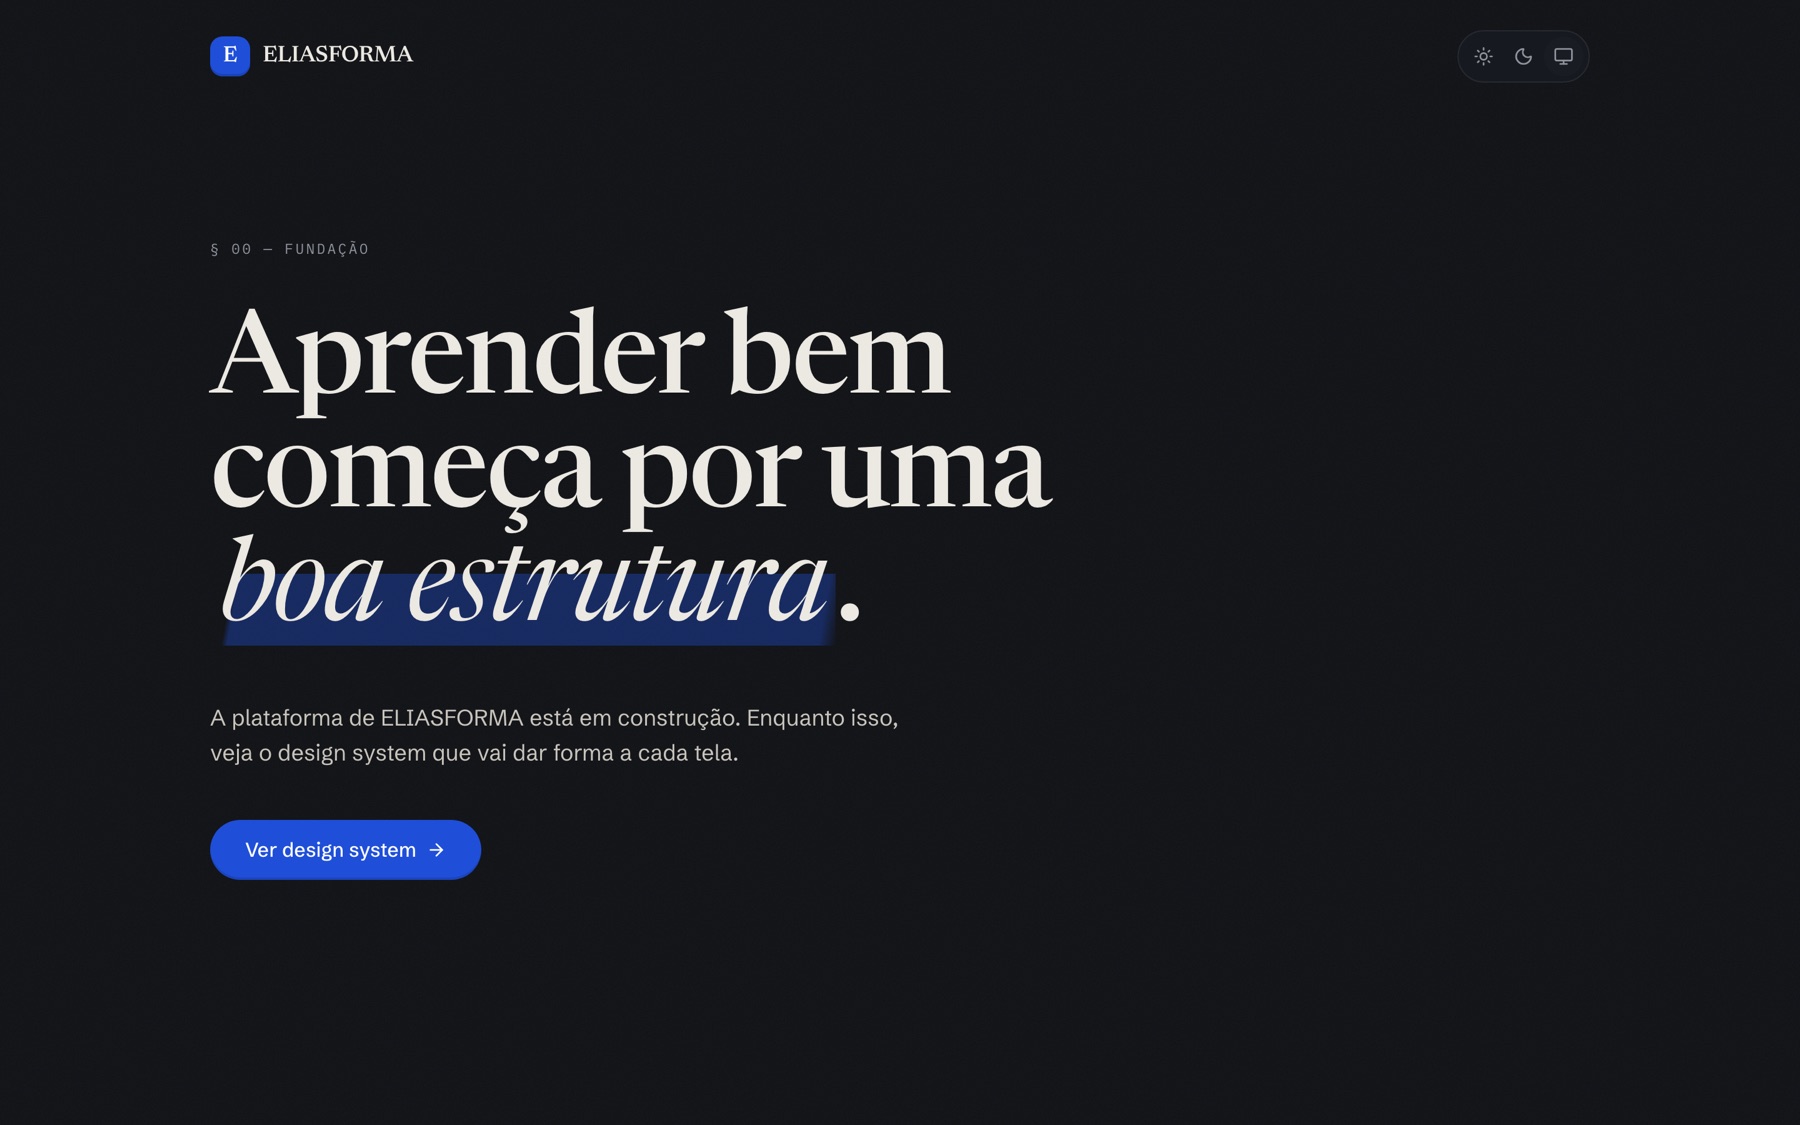 E ELIASFORMA
§ 00 — FUNDAÇÃO
Aprender bem
começa por uma
boa estrutura.
A plataforma de ELIASFORMA está em construção. Enquanto isso,
veja o design system que vai dar forma a cada tela.
Ver design system →